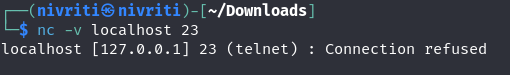 ┌──(nivriti㉿nivriti)-[~/Downloads]
└─$ nc -v localhost 23
localhost [127.0.0.1] 23 (telnet) : Connection refused